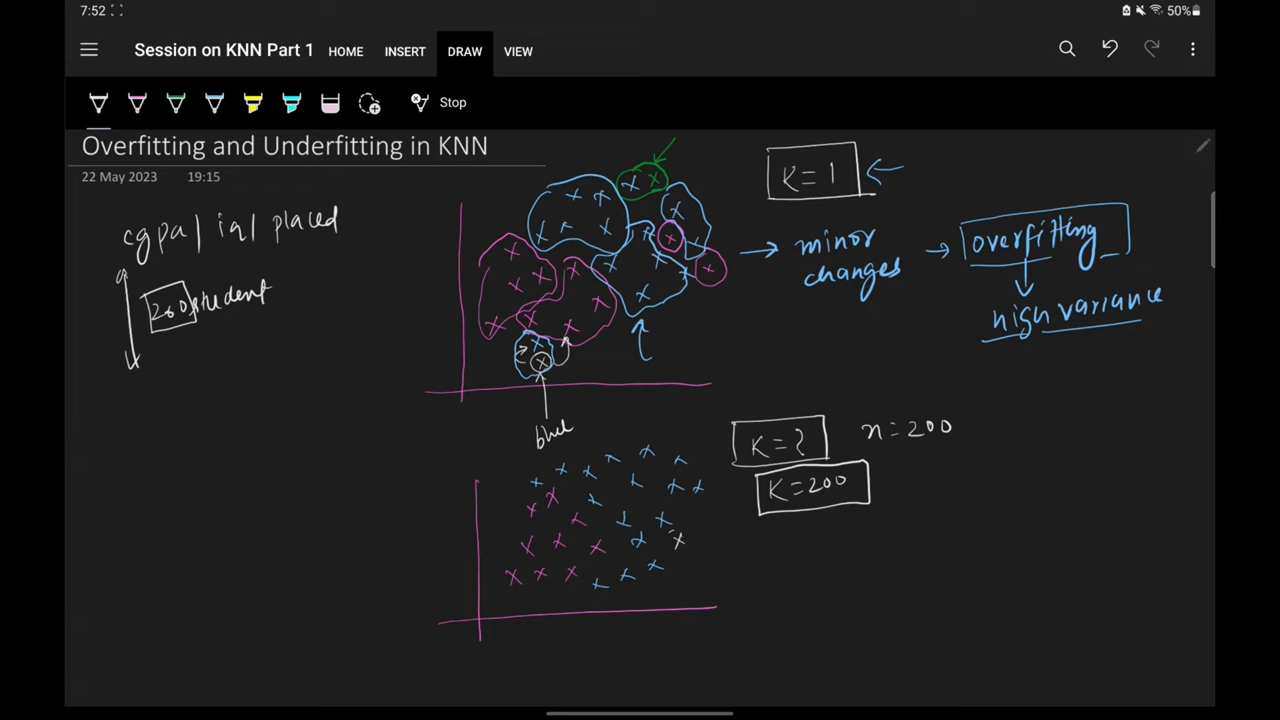 7:52
50%
Session on KNN Part 1
HOME
INSERT
DRAW
VIEW
Stop
Overfitting and Underfitting in KNN
22 May 2023 19:15
cgpa | iq | placed
200 student
K=1
minor changes
overfitting
high variance
blue
K=?
n=200
K=200